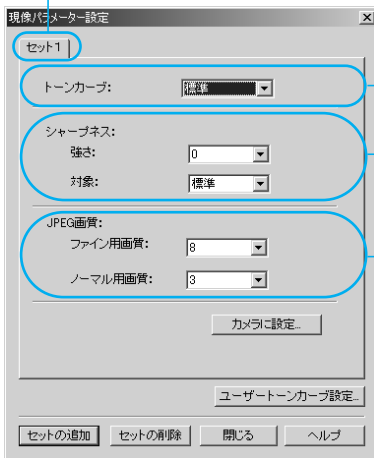 現像パラメーター設定
セット1
トーンカーブ: 標準
シャープネス:
強さ: 0
対象: 標準
JPEG画質:
ファイン用画質: 8
ノーマル用画質: 3
カメラに設定...
ユーザートーンカーブ設定...
セットの追加 セットの削除 閉じる ヘルプ